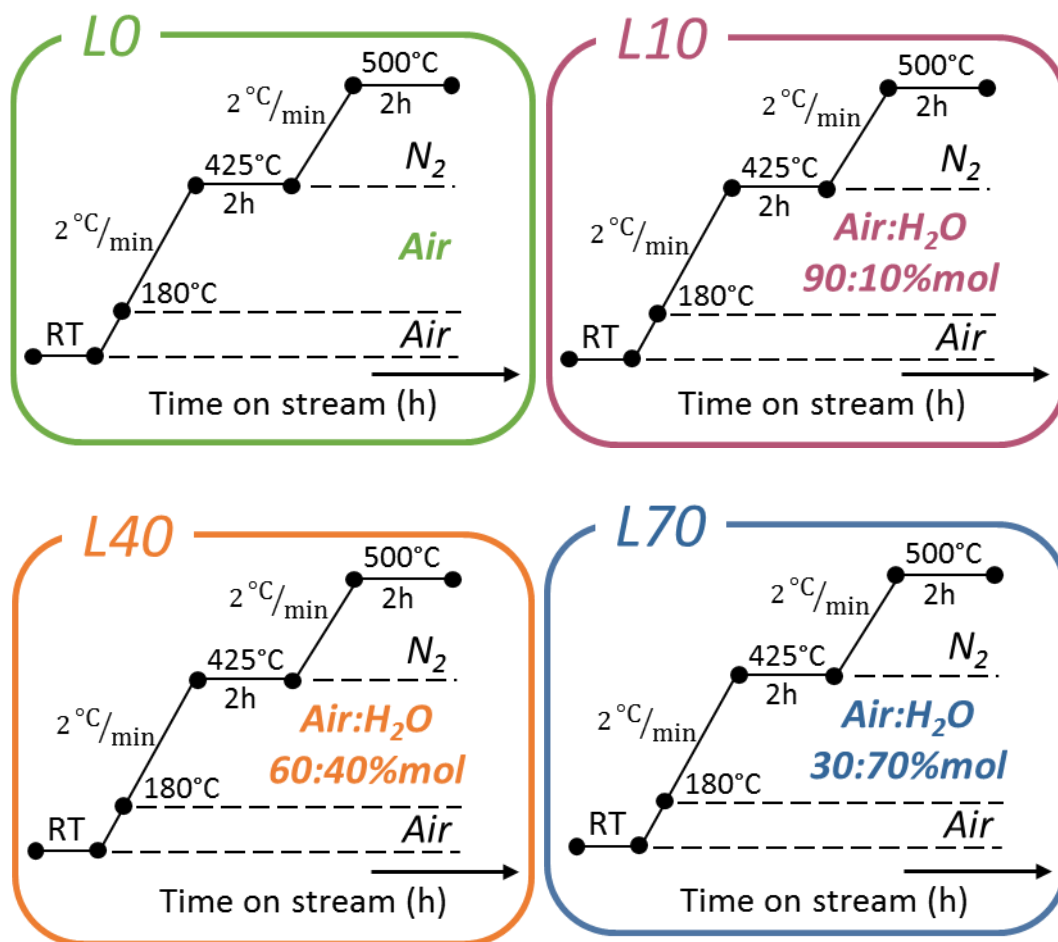 L0
500°C
2 °C/min
2h
425°C
N2
2h
2 °C/min
Air
180°C
RT
Air
Time on stream (h)
L10
500°C
2 °C/min
2h
425°C
N2
2h
2 °C/min
Air:H2O
90:10%mol
180°C
RT
Air
Time on stream (h)
L40
500°C
2 °C/min
2h
425°C
N2
2h
2 °C/min
Air:H2O
60:40%mol
180°C
RT
Air
Time on stream (h)
L70
500°C
2 °C/min
2h
425°C
N2
2h
2 °C/min
Air:H2O
30:70%mol
180°C
RT
Air
Time on stream (h)